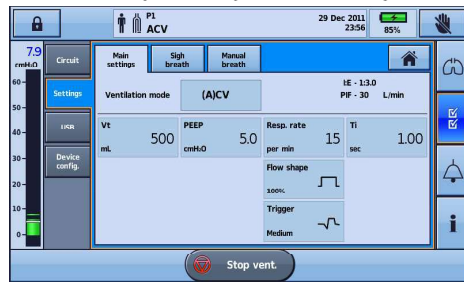 P1
ACV
29 Dec 2011
23:56
85%
7.9
cmH₂O
60
50
40
30
20
10
0
Circuit
Settings
USB
Device
config.
Main
settings
Sigh
breath
Manual
breath
Ventilation mode
(A)CV
I:E - 1:3.0
PIF - 30 L/min
Vt
500
mL
PEEP
5.0
cmH₂O
Resp. rate
15
per min
Ti
1.00
sec
Flow shape
100%
Trigger
Medium
Stop vent.